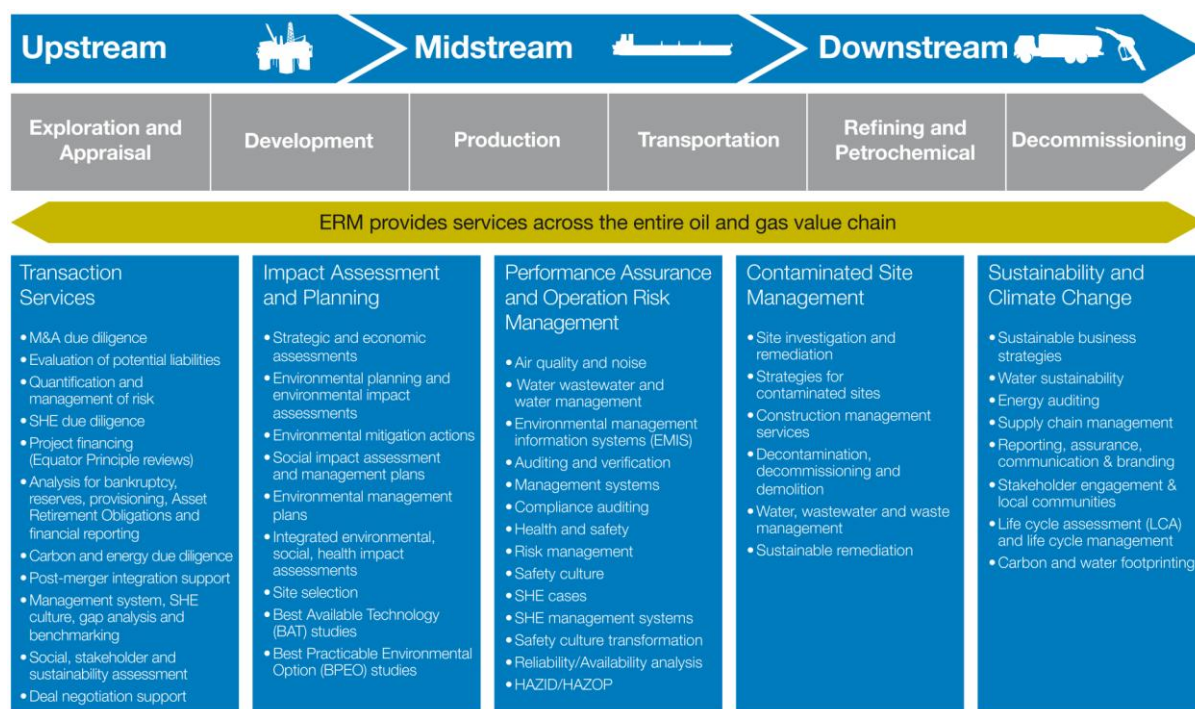 Upstream
Midstream
Downstream
Exploration and
Appraisal
Development
Production
Transportation
Refining and
Petrochemical
Decommissioning
ERM provides services across the entire oil and gas value chain
Transaction
Services
• M&A due diligence
• Evaluation of potential liabilities
• Quantification and
management of risk
• SHE due diligence
• Project financing
(Equator Principle reviews)
• Analysis for bankruptcy,
reserves, provisioning, Asset
Retirement Obligations and
financial reporting
• Carbon and energy due diligence
• Post-merger integration support
• Management system, SHE
culture, gap analysis and
benchmarking
• Social, stakeholder and
sustainability assessment
• Deal negotiation support
Impact Assessment
and Planning
• Strategic and economic
assessments
• Environmental planning and
environmental impact
assessments
• Environmental mitigation actions
• Social impact assessment
and management plans
• Environmental management
plans
• Integrated environmental,
social, health impact
assessments
• Site selection
• Best Available Technology
(BAT) studies
• Best Practicable Environmental
Option (BPEO) studies
Performance Assurance
and Operation Risk
Management
• Air quality and noise
• Water wastewater and
water management
• Environmental management
information systems (EMIS)
• Auditing and verification
• Management systems
• Compliance auditing
• Health and safety
• Risk management
• Safety culture
• SHE cases
• SHE management systems
• Safety culture transformation
• Reliability/Availability analysis
• HAZID/HAZOP
Contaminated Site
Management
• Site investigation and
remediation
• Strategies for
contaminated sites
• Construction management
services
• Decontamination,
decommissioning and
demolition
• Water, wastewater and waste
management
• Sustainable remediation
Sustainability and
Climate Change
• Sustainable business
strategies
• Water sustainability
• Energy auditing
• Supply chain management
• Reporting, assurance,
communication & branding
• Stakeholder engagement &
local communities
• Life cycle assessment (LCA)
and life cycle management
• Carbon and water footprinting